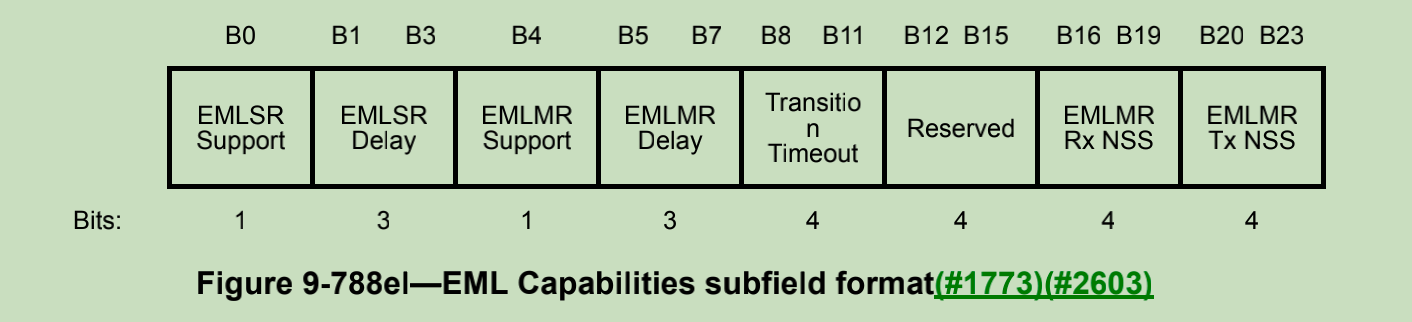 B0 B1 B3 B4 B5 B7 B8 B11 B12 B15 B16 B19 B20 B23
EMLSR
Support
EMLSR
Delay
EMLMR
Support
EMLMR
Delay
Transitio
n
Timeout
Reserved
EMLMR
Rx NSS
EMLMR
Tx NSS
Bits: 1 3 1 3 4 4 4 4
Figure 9-788el—EML Capabilities subfield format(#1773)(#2603)